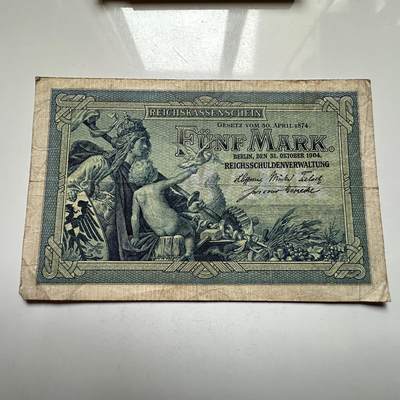 REICHSKASSENSCHEIN
GESETZ VOM 30. APRIL 1874
FÜNF MARK.
BERLIN, DEN 31. OKTOBER 1904.
REICHSSCHULDENVERWALTUNG